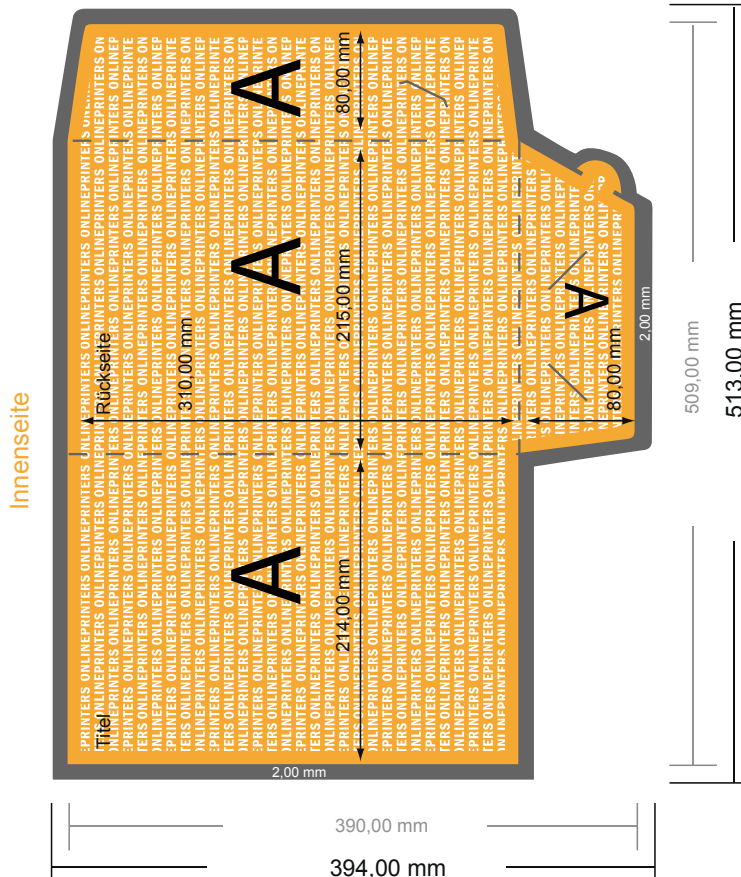 Innenseite
A
80,00 mm
A
215,00 mm
Rückseite
310,00 mm
A
80,00 mm
2,00 mm
509,00 mm
513,00 mm
A
214,00 mm
Titel
2,00 mm
390,00 mm
394,00 mm
ONLINEPRINTERS ONLINEPRINTERS ONLINEPRINTERS